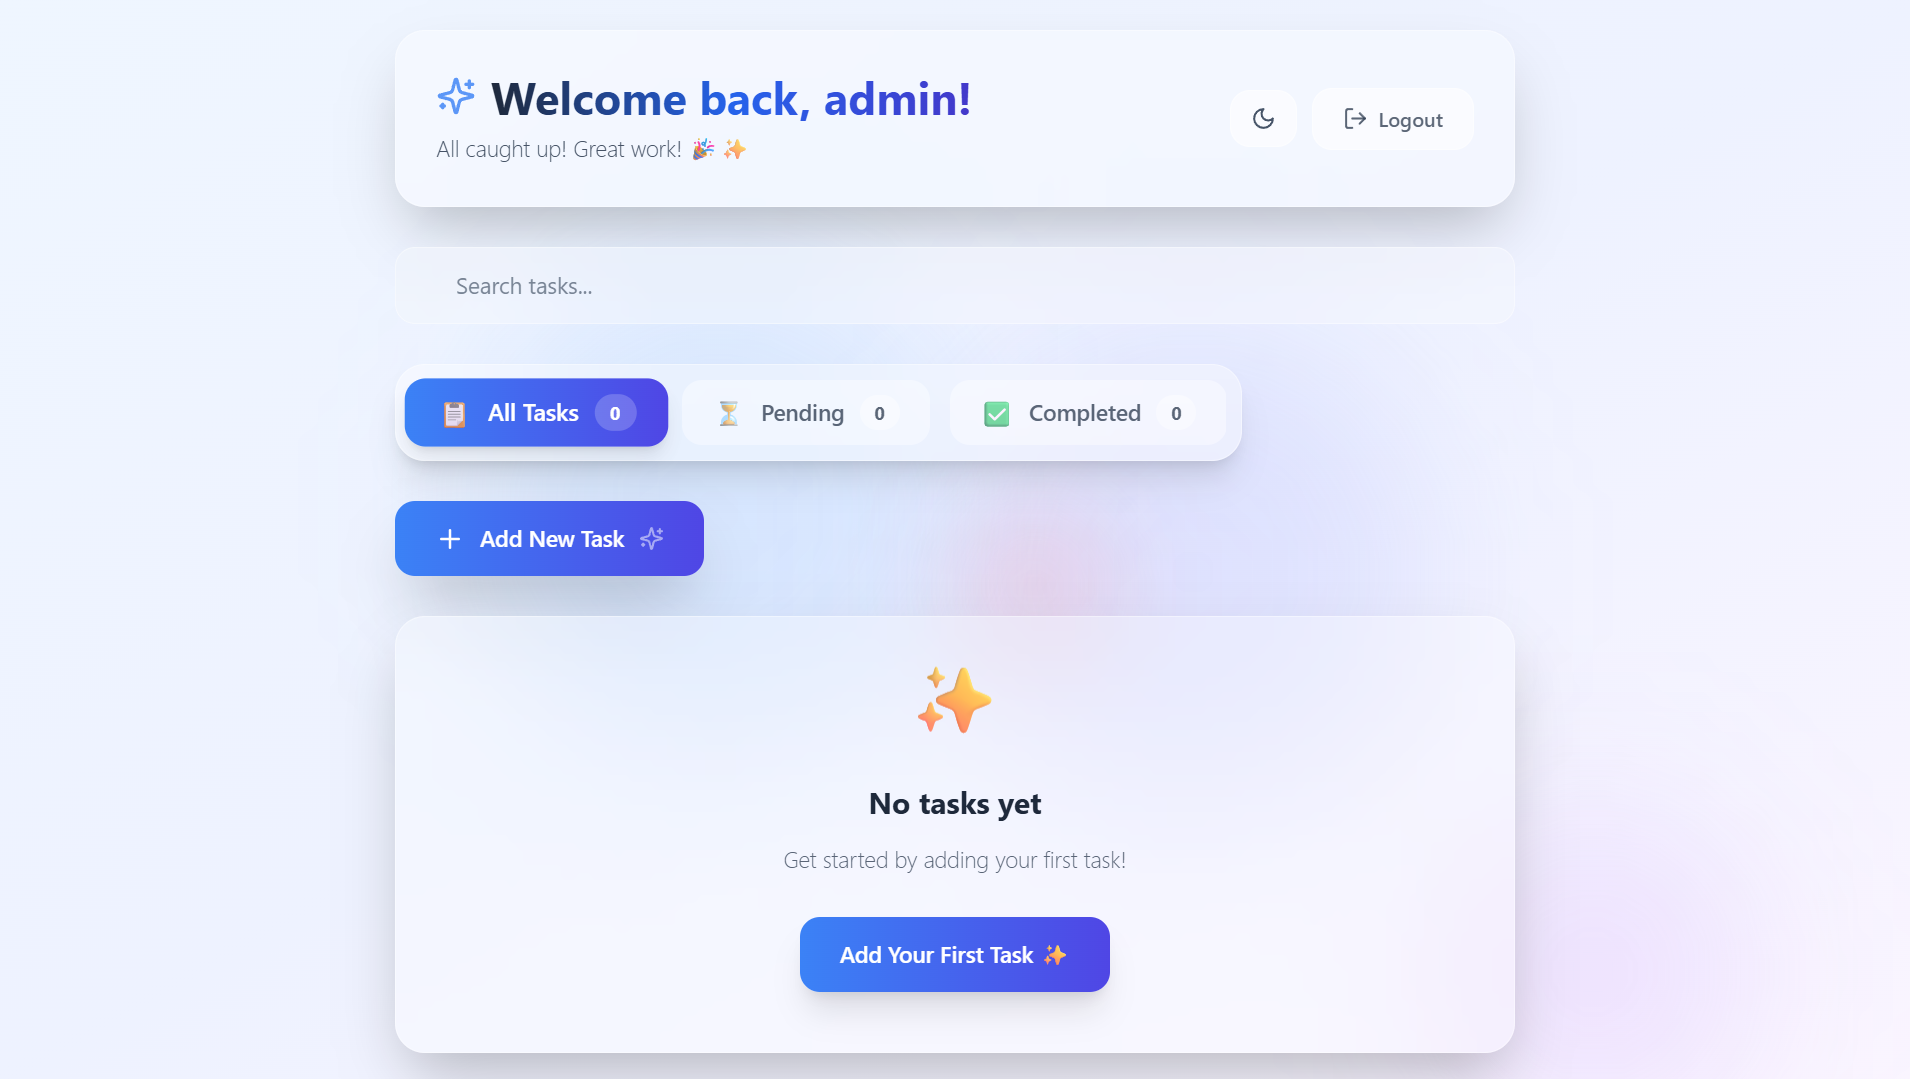 Welcome back, admin!
All caught up! Great work! 🎉 ✨
Logout
Search tasks...
All Tasks 0
Pending 0
Completed 0
Add New Task
No tasks yet
Get started by adding your first task!
Add Your First Task ✨